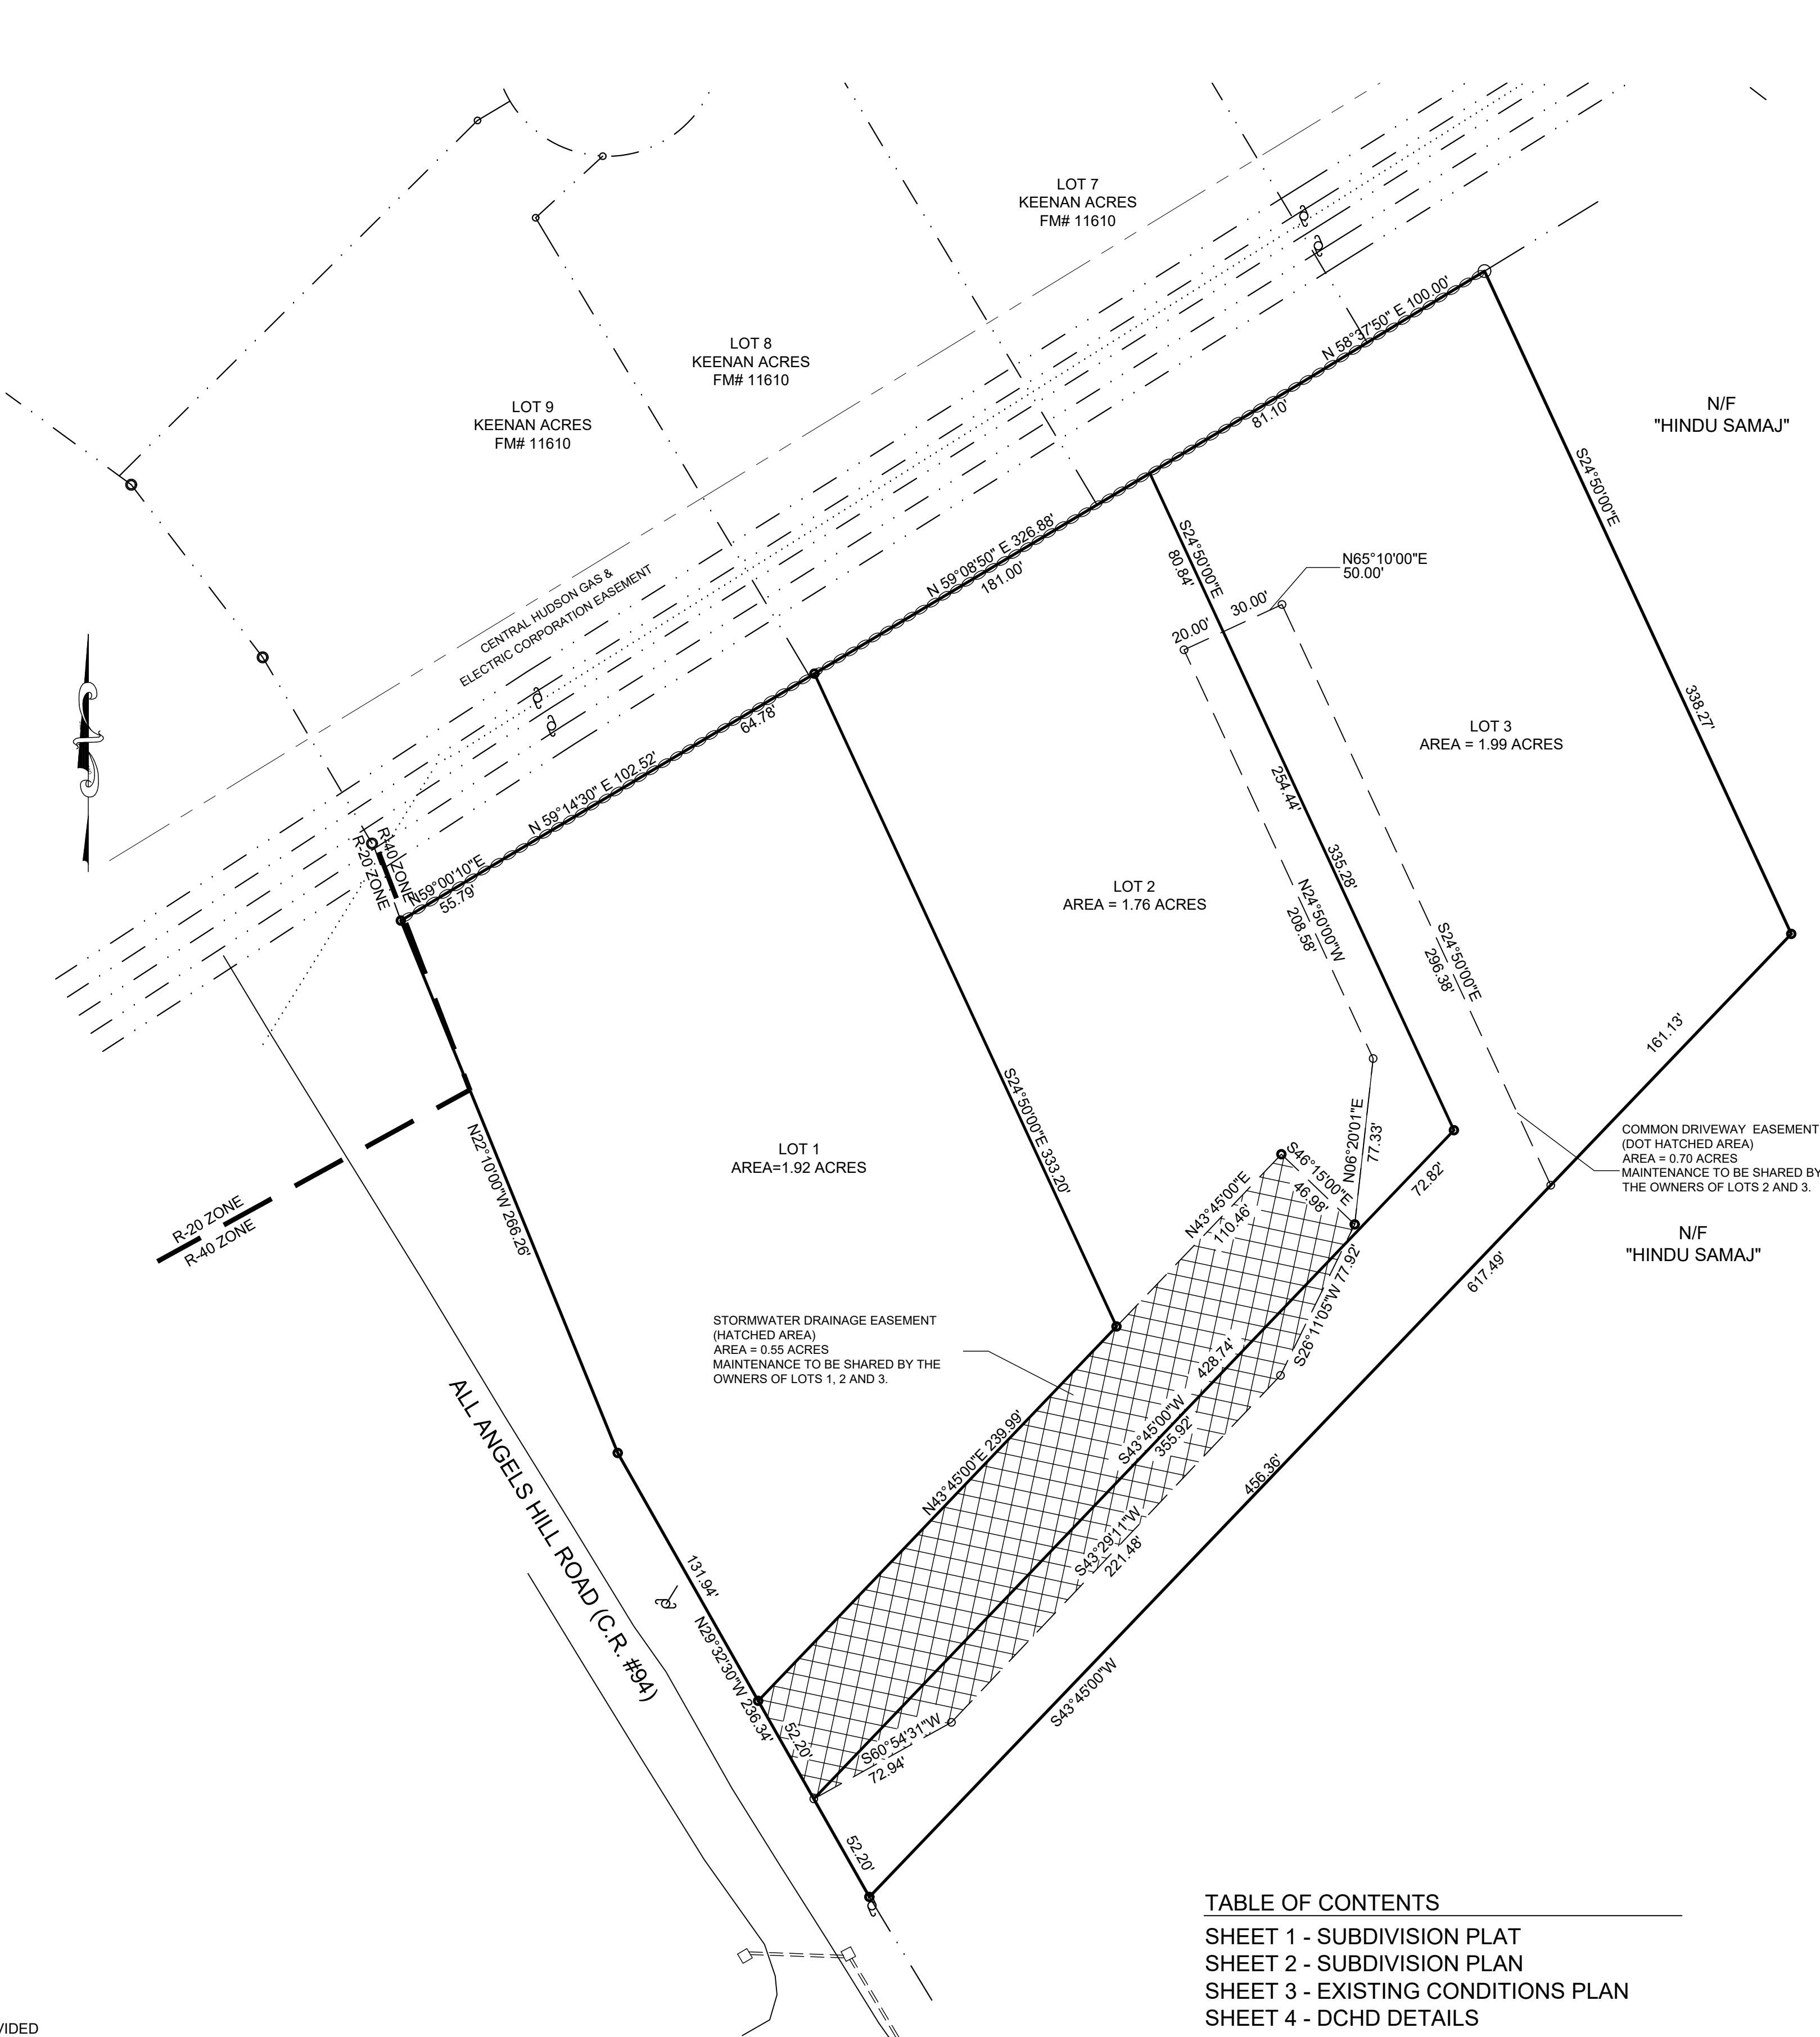 LOT 7
KEENAN ACRES
FM# 11610
LOT 8
KEENAN ACRES
FM# 11610
LOT 9
KEENAN ACRES
FM# 11610
N/F
"HINDU SAMAJ"
N 58°37'50" E 100.00'
81.10'
S24°50'00"E
338.27'
CENTRAL HUDSON GAS &
ELECTRIC CORPORATION EASEMENT
N 59°08'50" E 326.88'
181.00'
S24°50'00"E
80.84'
N65°10'00"E
50.00'
30.00'
20.00'
64.78'
N 59°14'30" E 102.52'
R-40 ZONE
R-20 ZONE
N59°00'10"E
55.79'
LOT 3
AREA = 1.99 ACRES
254.44'
335.28'
LOT 2
AREA = 1.76 ACRES
N24°50'00"W
208.58'
S24°50'00"E
296.38'
161.13'
S24°50'00"E 333.20'
LOT 1
AREA=1.92 ACRES
N22°10'00"W 266.26'
R-20 ZONE
R-40 ZONE
N06°20'01"E
77.33'
S46°15'00"E
46.98'
N43°45'00"E
110.46'
72.82'
COMMON DRIVEWAY EASEMENT
(DOT HATCHED AREA)
AREA = 0.70 ACRES
MAINTENANCE TO BE SHARED BY
THE OWNERS OF LOTS 2 AND 3.
N/F
"HINDU SAMAJ"
617.49'
S26°11'05"W 77.92'
STORMWATER DRAINAGE EASEMENT
(HATCHED AREA)
AREA = 0.55 ACRES
MAINTENANCE TO BE SHARED BY THE
OWNERS OF LOTS 1, 2 AND 3.
428.74'
S43°45'00"W
355.92'
N43°45'00"E 239.99'
456.36'
S43°29'11"W
221.48'
ALL ANGELS HILL ROAD (C.R. #94)
131.94'
N29°32'30"W 236.34'
52.20'
S60°54'31"W
72.94'
S43°45'00"W
52.20'
TABLE OF CONTENTS
SHEET 1 - SUBDIVISION PLAT
SHEET 2 - SUBDIVISION PLAN
SHEET 3 - EXISTING CONDITIONS PLAN
SHEET 4 - DCHD DETAILS
VIDED